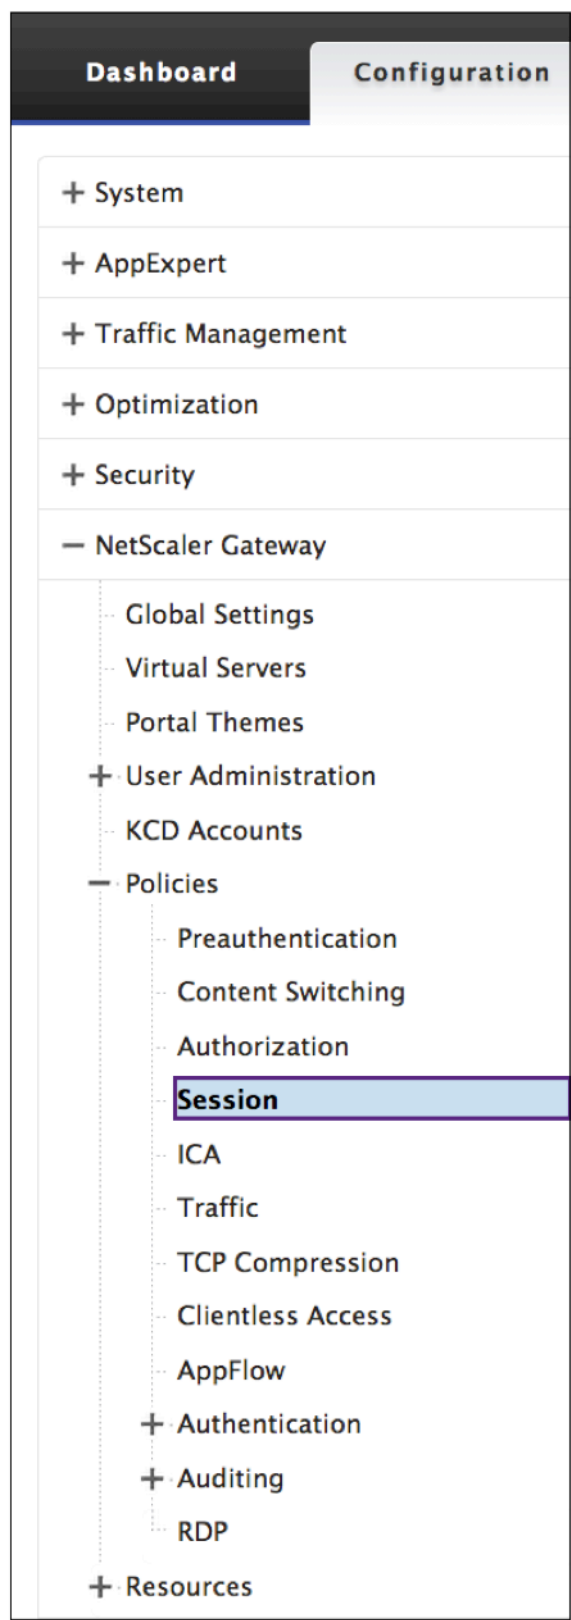 Dashboard Configuration
System
AppExpert
Traffic Management
Optimization
Security
NetScaler Gateway
Global Settings
Virtual Servers
Portal Themes
User Administration
KCD Accounts
Policies
Preauthentication
Content Switching
Authorization
Session
ICA
Traffic
TCP Compression
Clientless Access
AppFlow
Authentication
Auditing
RDP
Resources